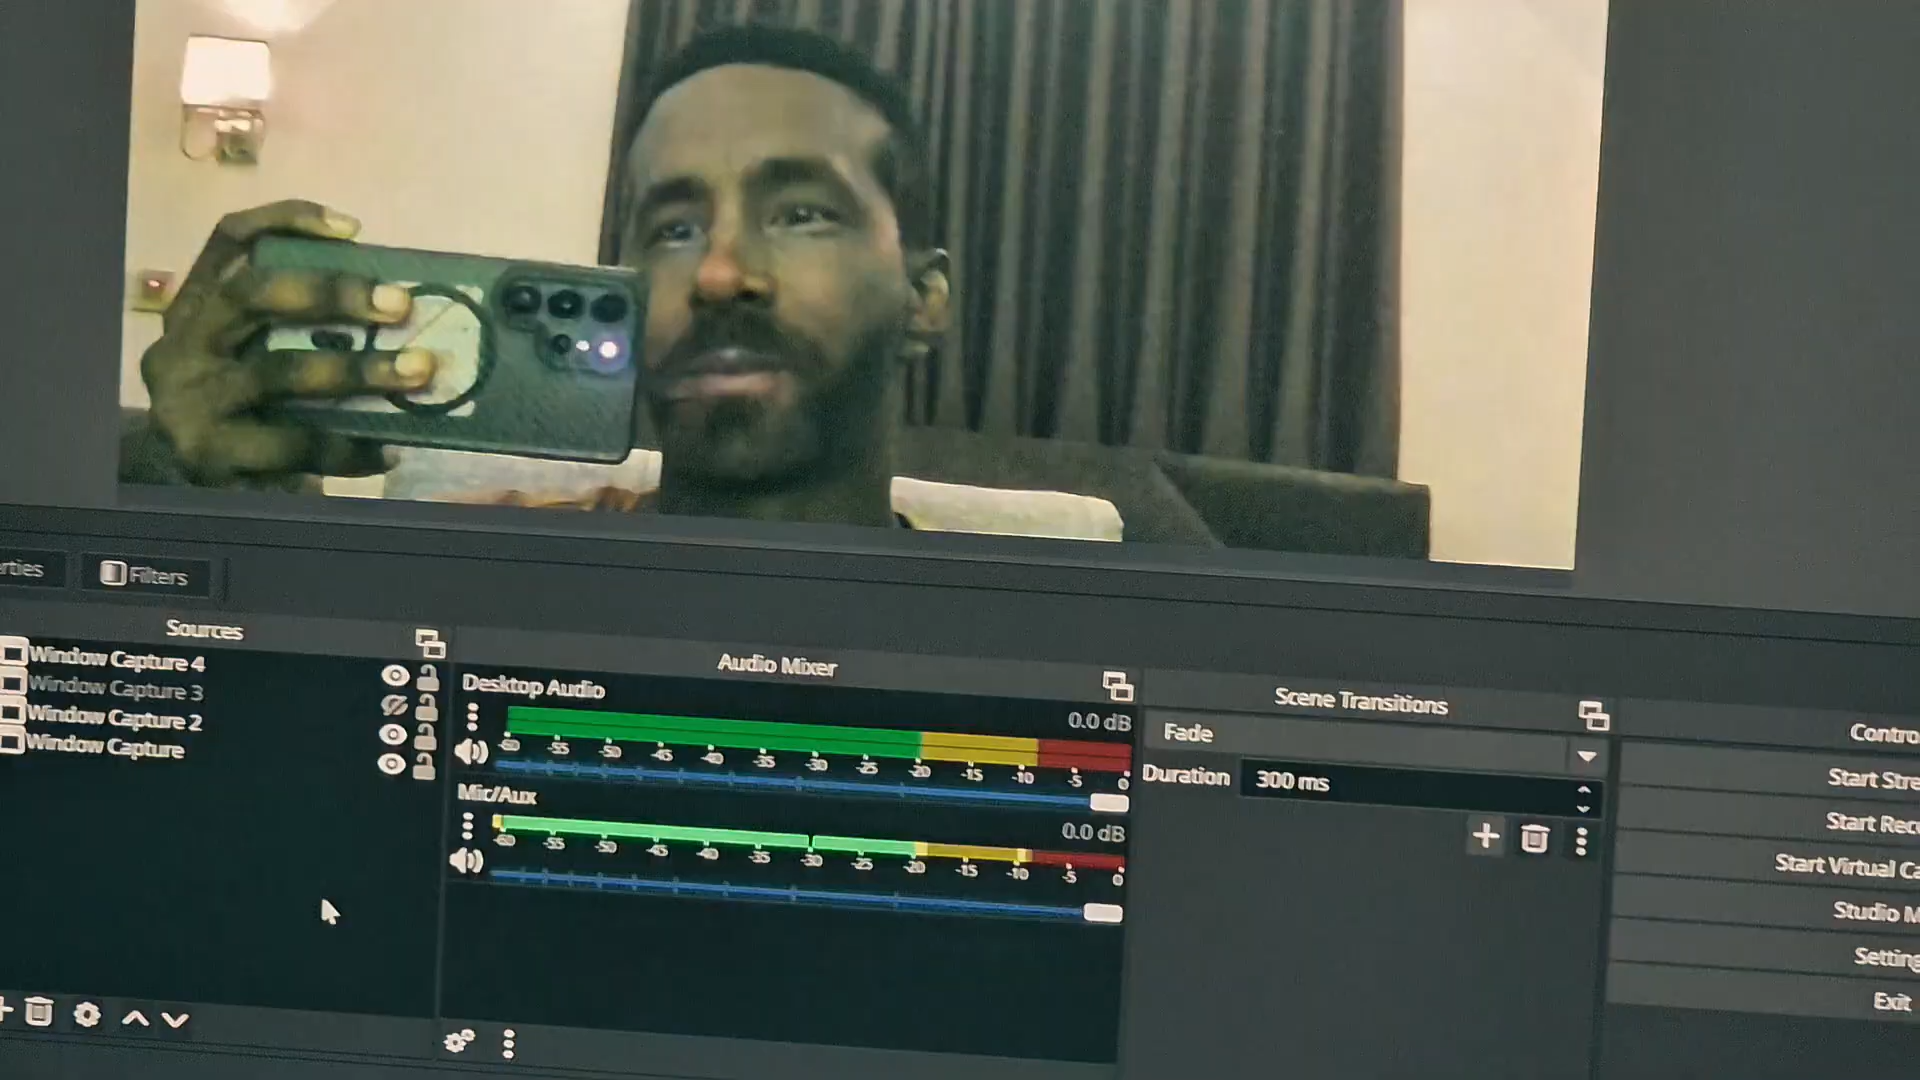 erties
Filters
Sources
Window Capture 4
Window Capture 3
Window Capture 2
Window Capture
Audio Mixer
Desktop Audio
0.0 dB
-60 -55 -50 -45 -40 -35 -30 -25 -20 -15 -10 -5 0
Mic/Aux
0.0 dB
-60 -55 -50 -45 -40 -35 -30 -25 -20 -15 -10 -5 0
Scene Transitions
Fade
Duration 300 ms
Contro
Start Stre
Start Rec
Start Virtual Ca
Studio M
Setting
Exit